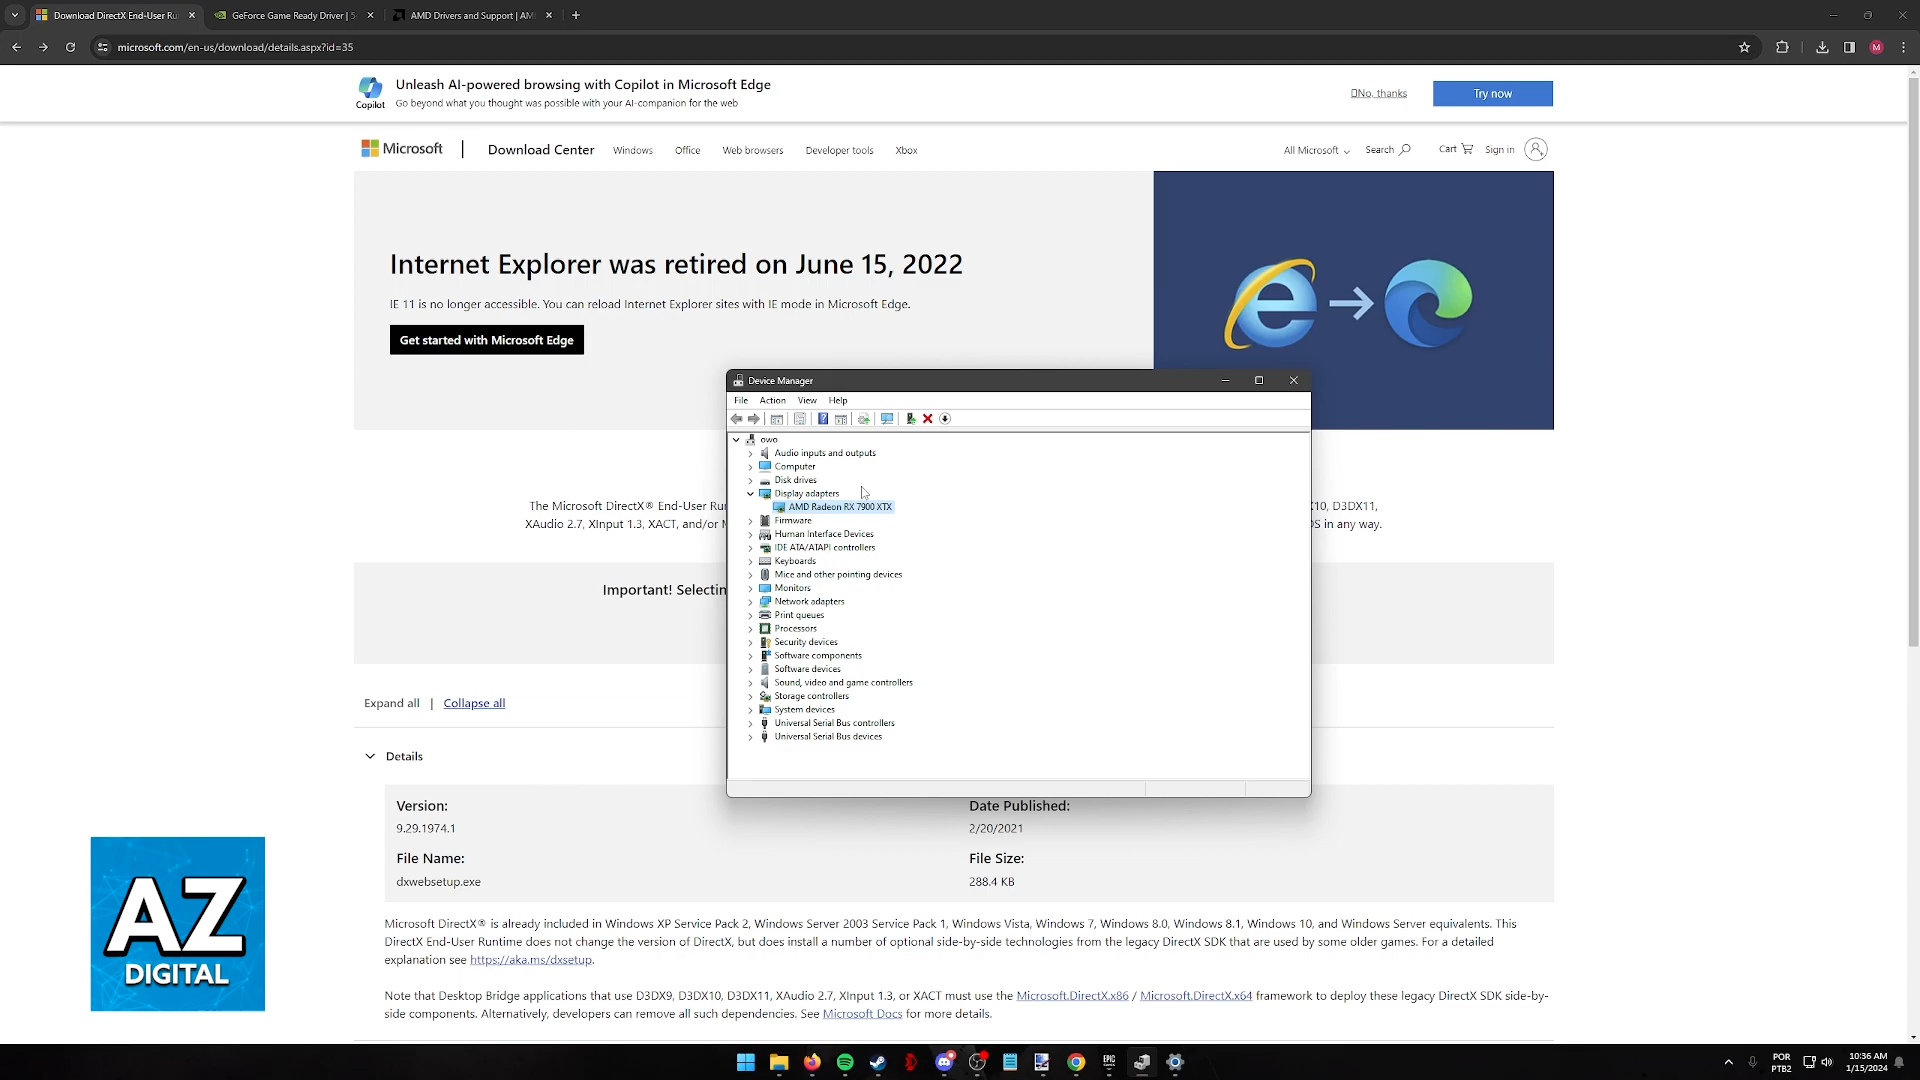 Download DirectX End-User Ru
GeForce Game Ready Driver | 5
AMD Drivers and Support | AM
microsoft.com/en-us/download/details.aspx?id=35
M
Unleash AI-powered browsing with Copilot in Microsoft Edge
Copilot
Go beyond what you thought was possible with your AI-companion for the web
No, thanks
Try now
Microsoft
Download Center
Windows
Office
Web browsers
Developer tools
Xbox
All Microsoft
Search
Cart
Sign in
Internet Explorer was retired on June 15, 2022
IE 11 is no longer accessible. You can reload Internet Explorer sites with IE mode in Microsoft Edge.
Get started with Microsoft Edge
Device Manager
File Action View Help
owo
Audio inputs and outputs
Computer
Disk drives
Display adapters
AMD Radeon RX 7900 XTX
Firmware
Human Interface Devices
IDE ATA/ATAPI controllers
Keyboards
Mice and other pointing devices
Monitors
Network adapters
Print queues
Processors
Security devices
Software components
Software devices
Sound, video and game controllers
Storage controllers
System devices
Universal Serial Bus controllers
Universal Serial Bus devices
The Microsoft DirectX® End-User Ru
10, D3DX11,
XAudio 2.7, XInput 1.3, XACT, and/or
OS in any way.
Important! Selectin
Expand all | Collapse all
Details
Version:
9.29.1974.1
Date Published:
2/20/2021
File Name:
dxwebsetup.exe
File Size:
288.4 KB
Microsoft DirectX® is already included in Windows XP Service Pack 2, Windows Server 2003 Service Pack 1, Windows Vista, Windows 7, Windows 8.0, Windows 8.1, Windows 10, and Windows Server equivalents. This
DirectX End-User Runtime does not change the version of DirectX, but does install a number of optional side-by-side technologies from the legacy DirectX SDK that are used by some older games. For a detailed
explanation see https://aka.ms/dxsetup.
Note that Desktop Bridge applications that use D3DX9, D3DX10, D3DX11, XAudio 2.7, XInput 1.3, or XACT must use the Microsoft.DirectX.x86 / Microsoft.DirectX.x64 framework to deploy these legacy DirectX SDK side-by-
side components. Alternatively, developers can remove all such dependencies. See Microsoft Docs for more details.
AZ
DIGITAL
EPIC
POR
PTB2
10:36 AM
1/15/2024